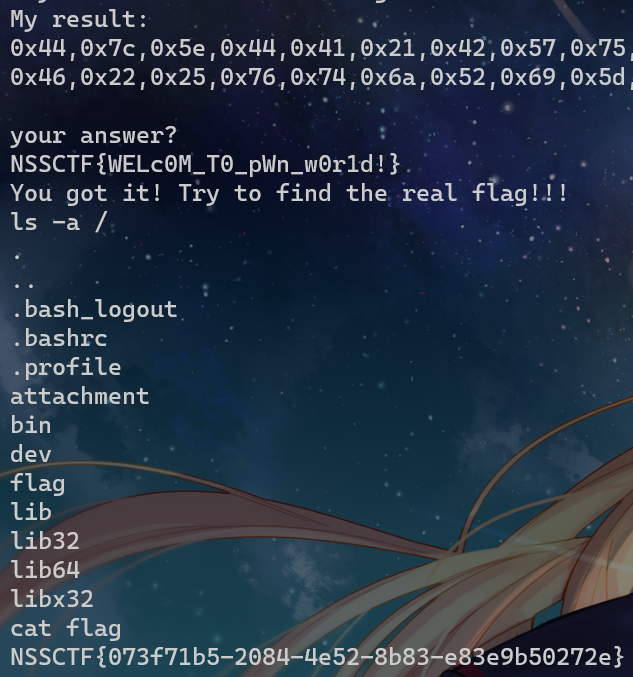 My result:
0x44,0x7c,0x5e,0x44,0x41,0x21,0x42,0x57,0x75,
0x46,0x22,0x25,0x76,0x74,0x6a,0x52,0x69,0x5d,
your answer?
NSSCTF{WELc0M_T0_pWn_w0r1d!}
You got it! Try to find the real flag!!!
ls -a /
.
..
.bash_logout
.bashrc
.profile
attachment
bin
dev
flag
lib
lib32
lib64
libx32
cat flag
NSSCTF{073f71b5-2084-4e52-8b83-e83e9b50272e}